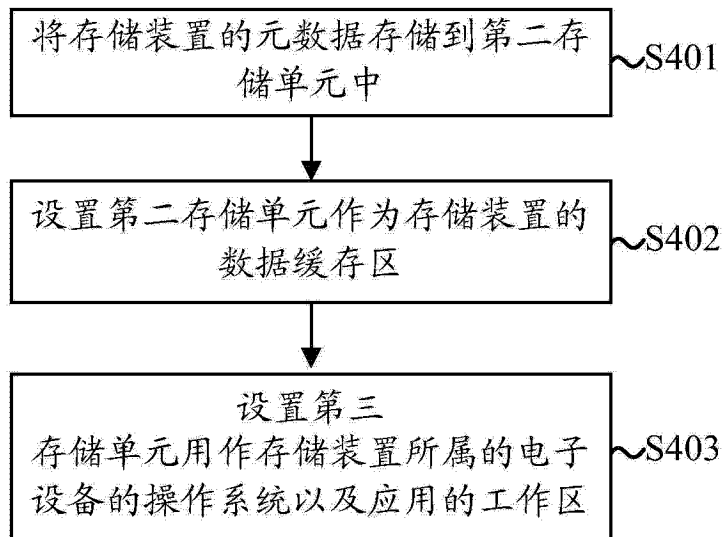 将存储装置的元数据存储到第二存
储单元中
S401
设置第二存储单元作为存储装置的
数据缓存区
S402
设置第三
存储单元用作存储装置所属的电子
设备的操作系统以及应用的工作区
S403